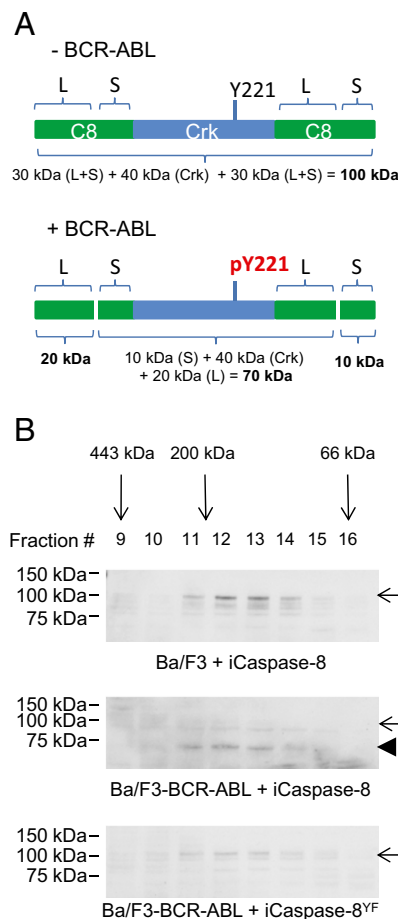 A
- BCR-ABL
L S Y221 L S
C8 Crk C8
30 kDa (L+S) + 40 kDa (Crk) + 30 kDa (L+S) = 100 kDa
+ BCR-ABL
L S pY221 L S
20 kDa 10 kDa (S) + 40 kDa (Crk) 10 kDa
+ 20 kDa (L) = 70 kDa
B
443 kDa 200 kDa 66 kDa
Fraction # 9 10 11 12 13 14 15 16
150 kDa
100 kDa
75 kDa
Ba/F3 + iCaspase-8
150 kDa
100 kDa
75 kDa
Ba/F3-BCR-ABL + iCaspase-8
150 kDa
100 kDa
75 kDa
Ba/F3-BCR-ABL + iCaspase-8YF